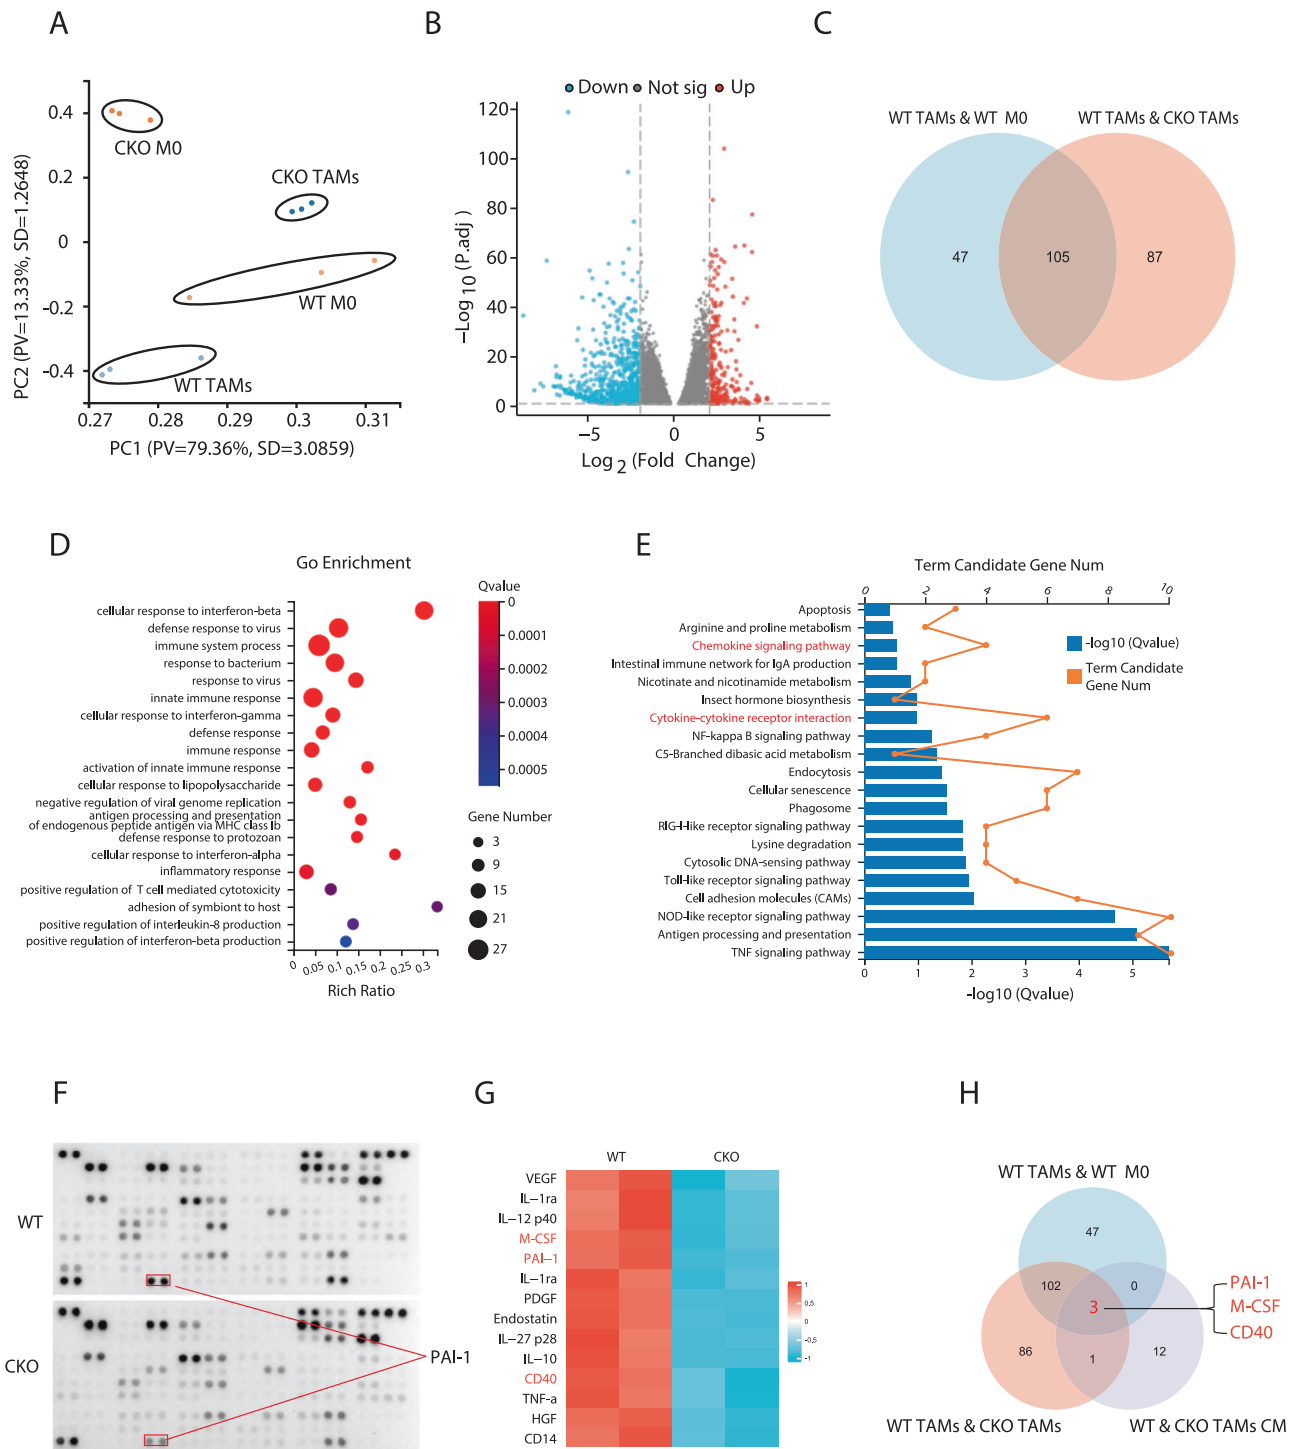 A
0.4
0.2
0
-0.2
-0.4
PC2 (PV=13.33%, SD=1.2648)
CKO M0
CKO TAMs
WT M0
WT TAMs
0.27
0.28
0.29
0.3
0.31
PC1 (PV=79.36%, SD=3.0859)
B
Down
Not sig
Up
120
100
80
60
40
20
0
−Log 10 (P.adj )
−5
0
5
Log 2 (Fold Change)
C
WT TAMs & WT M0
WT TAMs & CKO TAMs
47
105
87
D
Go Enrichment
cellular response to interferon-beta
defense response to virus
immune system process
response to bacterium
response to virus
innate immune response
cellular response to interferon-gamma
defense response
immune response
activation of innate immune response
cellular response to lipopolysaccharide
negative regulation of viral genome replication
antigen processing and presentation
of endogenous peptide antigen via MHC class Ib
defense response to protozoan
cellular response to interferon-alpha
inflammatory response
positive regulation of T cell mediated cytotoxicity
adhesion of symbiont to host
positive regulation of interleukin-8 production
positive regulation of interferon-beta production
0
0.05
0.1
0.15
0.2
0.25
0.3
Rich Ratio
Qvalue
0
0.0001
0.0002
0.0003
0.0004
0.0005
Gene Number
3
9
15
21
27
E
Term Candidate Gene Num
0
2
4
6
8
10
Apoptosis
Arginine and proline metabolism
Chemokine signaling pathway
Intestinal immune network for IgA production
Nicotinate and nicotinamide metabolism
Insect hormone biosynthesis
Cytokine-cytokine receptor interaction
NF-kappa B signaling pathway
C5-Branched dibasic acid metabolism
Endocytosis
Cellular senescence
Phagosome
RIG-I-like receptor signaling pathway
Lysine degradation
Cytosolic DNA-sensing pathway
Toll-like receptor signaling pathway
Cell adhesion molecules (CAMs)
NOD-like receptor signaling pathway
Antigen processing and presentation
TNF signaling pathway
-log10 (Qvalue)
Term Candidate
Gene Num
0
1
2
3
4
5
-log10 (Qvalue)
F
WT
CKO
PAI-1
G
WT
CKO
VEGF
IL−1ra
IL−12 p40
M-CSF
PAI−1
IL−1ra
PDGF
Endostatin
IL−27 p28
IL−10
CD40
TNF-a
HGF
CD14
1
0.5
0
-0.5
-1
H
WT TAMs & WT M0
47
102
0
3
86
1
12
PAI-1
M-CSF
CD40
WT TAMs & CKO TAMs
WT & CKO TAMs CM